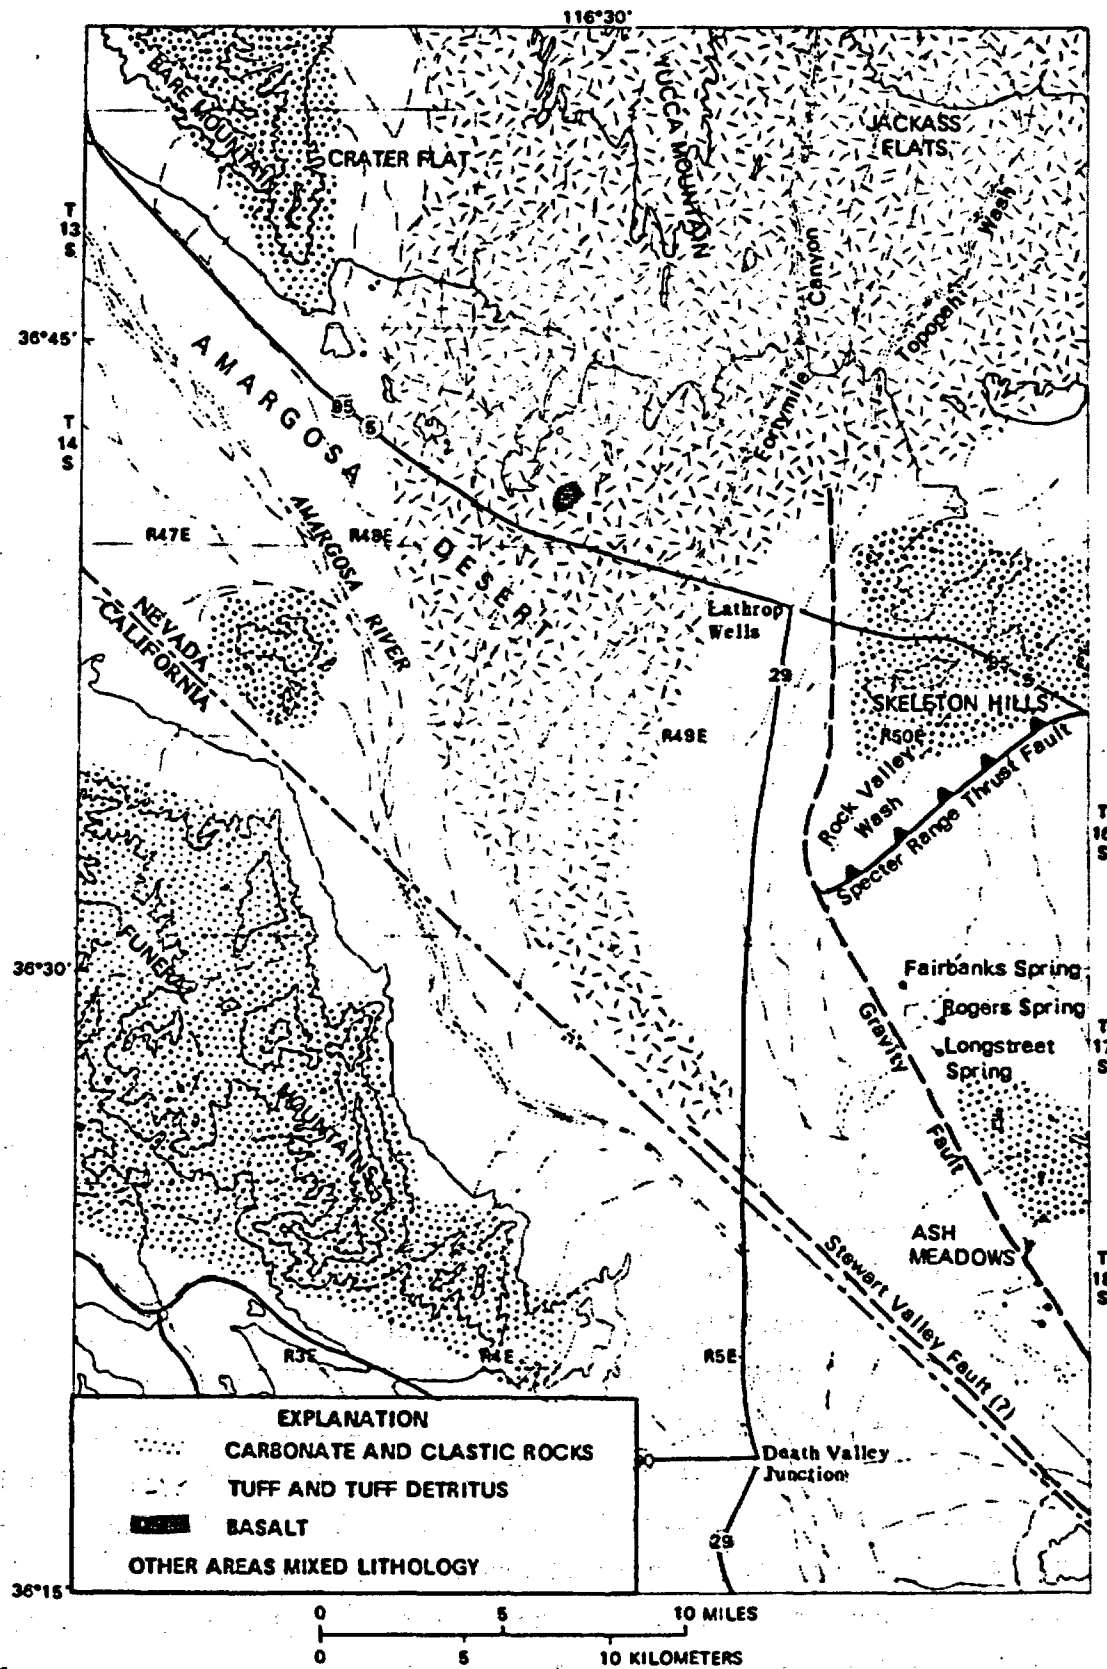 116°30'
BARE MOUNTAIN
CRATER FLAT
YUCCA MOUNTAIN
JACKASS
FLATS
T
13
S
Topopah Wash
Fortymile Canyon
36°45'
AMARGOSA
95
5
T
14
S
AMARGOSA RIVER
R47E
R48E
DESERT
Lathrop
Wells
NEVADA
CALIFORNIA
29
95
5
SKELETON HILLS
R49E
R50E
Rock Valley
Wash
Specter Range Thrust Fault
T
16
S
FUNERAL
36°30'
Fairbanks Spring
Rogers Spring
Longstreet
Spring
T
17
S
Gravity
Fault
MOUNTAINS
ASH
MEADOWS
T
18
S
Stewart Valley Fault (?)
R3E
R4E
R5E
EXPLANATION
CARBONATE AND CLASTIC ROCKS
TUFF AND TUFF DETRITUS
BASALT
OTHER AREAS MIXED LITHOLOGY
Death Valley
Junction
29
36°15'
0 5 10 MILES
0 5 10 KILOMETERS